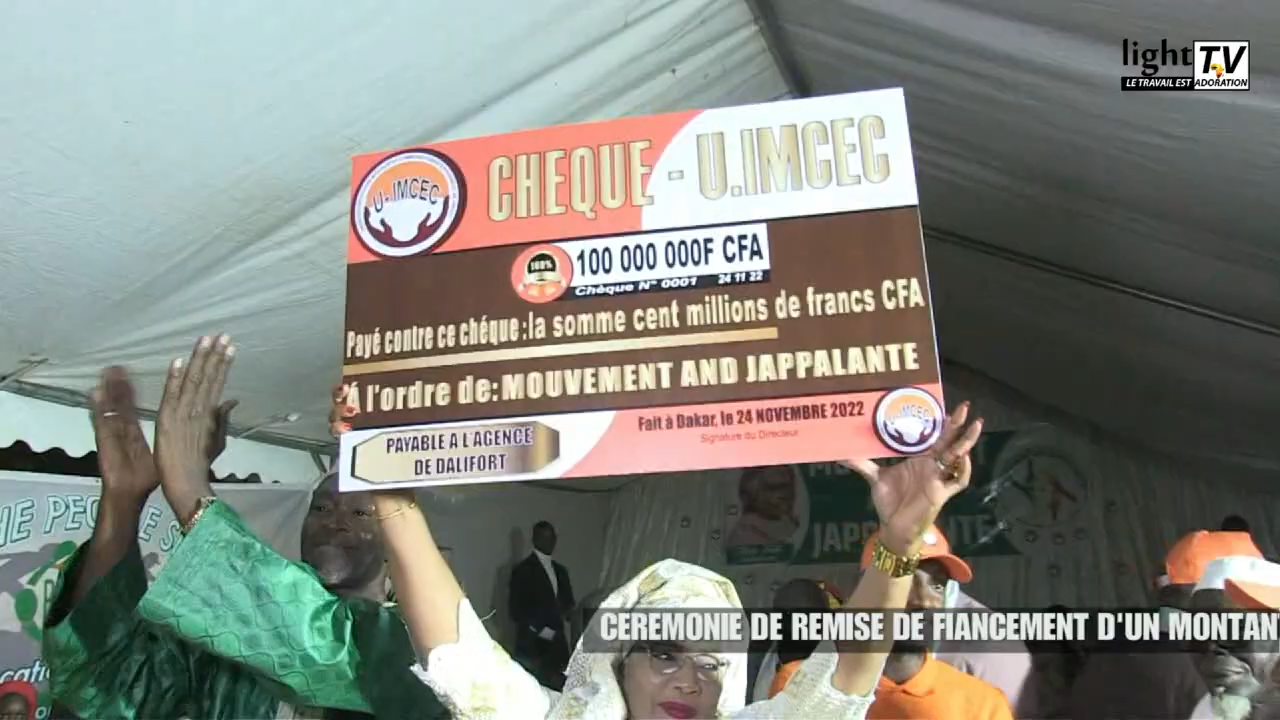 light TV
LE TRAVAIL EST ADORATION
CHEQUE - U.IMCEC
U-IMCEC
100%
100 000 000F CFA
Chèque N° 0001 24 11 22
Payé contre ce chéque :la somme cent millions de francs CFA
Á l'ordre de: MOUVEMENT AND JAPPALANTE
Fait à Dakar, le 24 NOVEMBRE 2022
Signature du Directeur
U-IMCEC
PAYABLE A L'AGENCE
DE DALIFORT
JAPPALANTE
CEREMONIE DE REMISE DE FIANCEMENT D'UN MONTANT